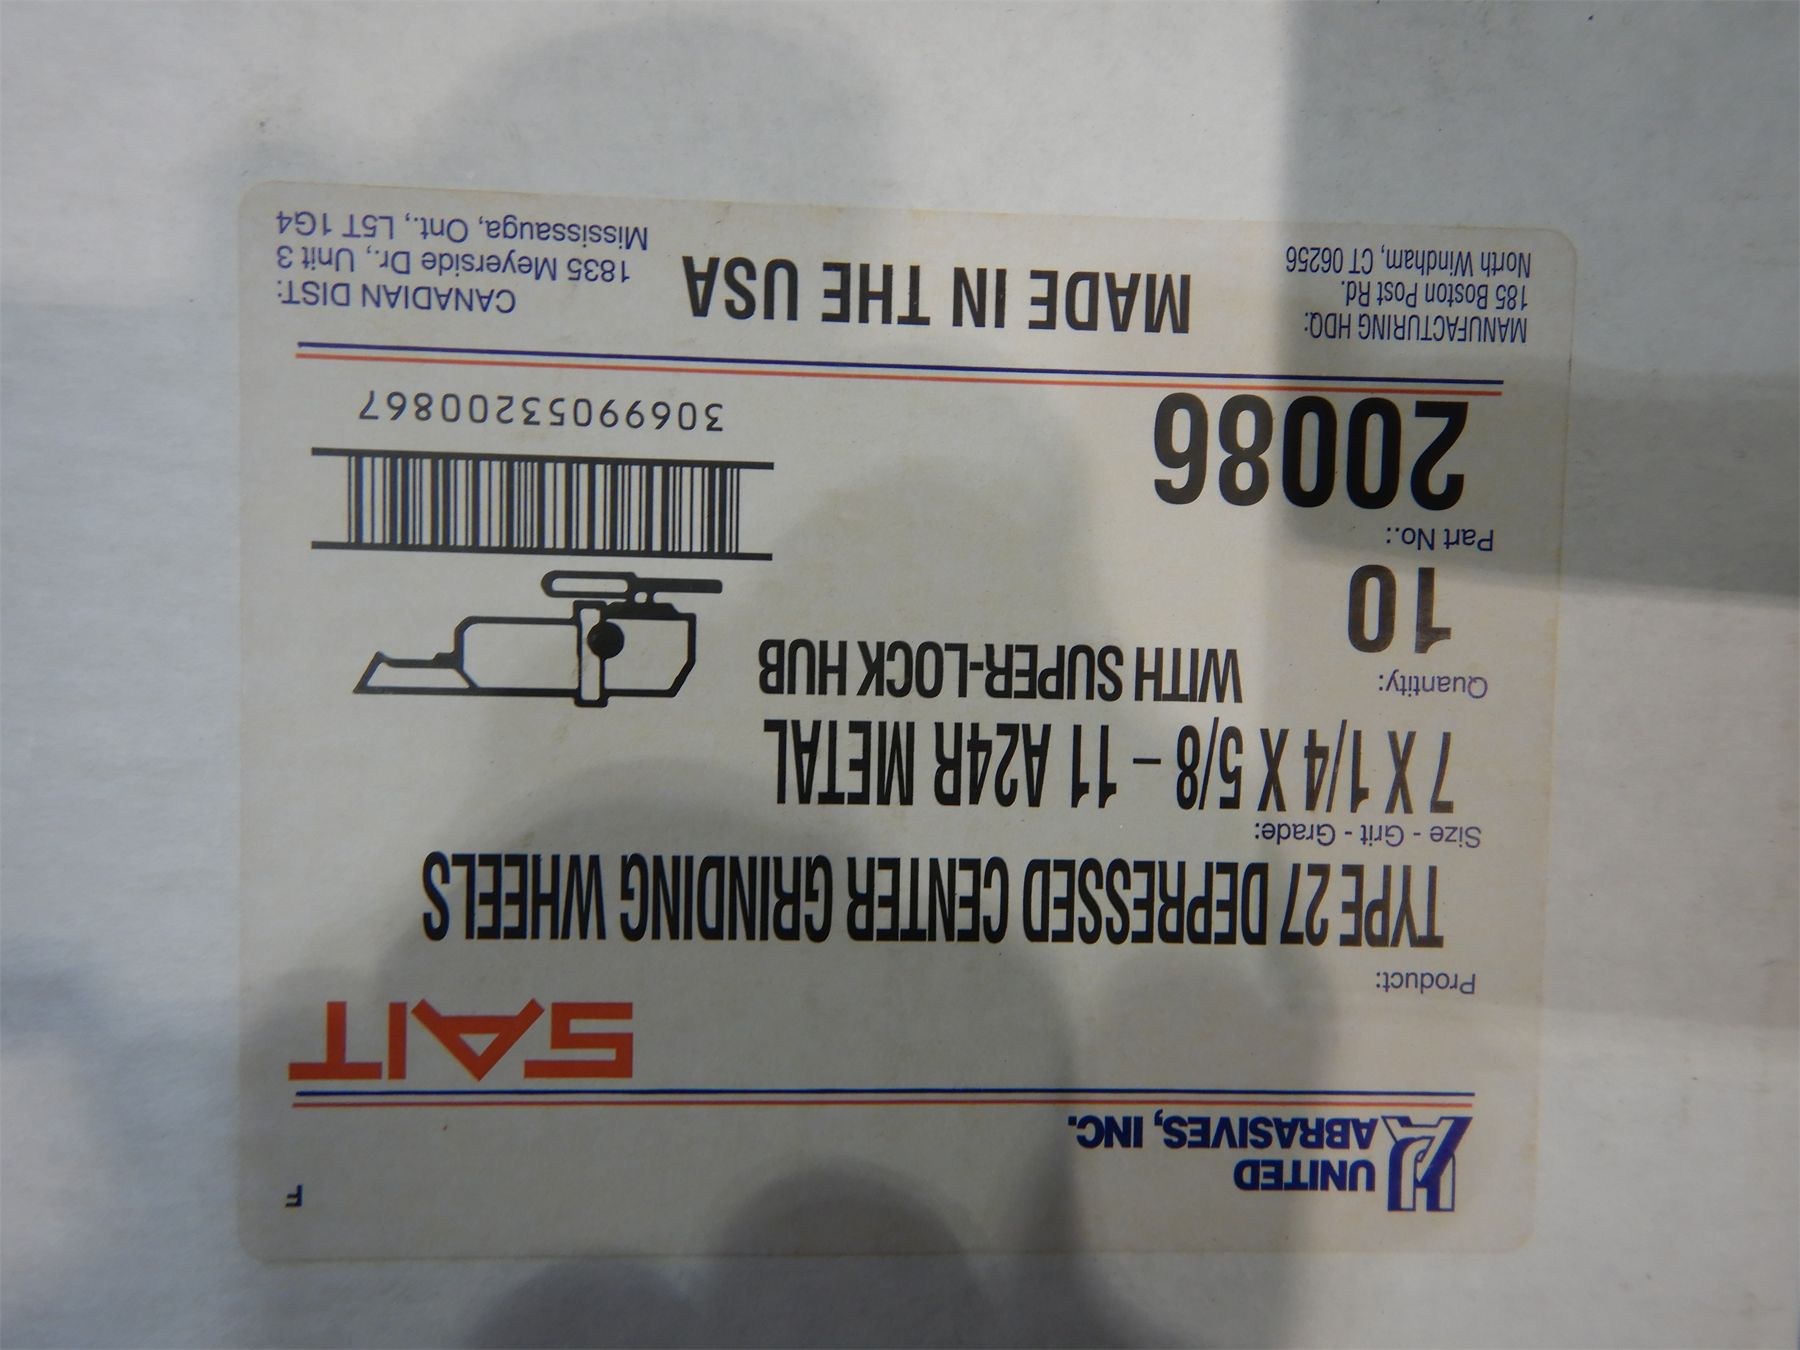 F
UNITED
ABRASIVES, INC.
SAIT
Product:
TYPE 27 DEPRESSED CENTER GRINDING WHEELS
Size - Grit - Grade:
7 X 1/4 X 5/8 - 11 A24R METAL
WITH SUPER-LOCK HUB
Quantity:
10
Part No.:
20086
30699053200867
MANUFACTURING HDQ:
185 Boston Post Rd.
North Windham, CT 06256
MADE IN THE USA
CANADIAN DIST:
1835 Meyerside Dr., Unit 3
Mississauga, Ont., L5T 1G4